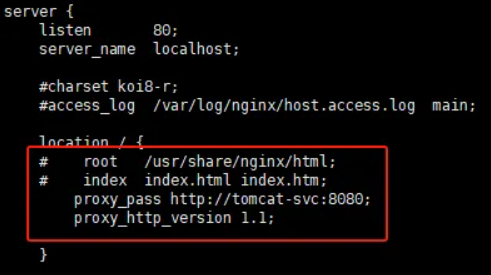 server {
    listen       80;
    server_name  localhost;

    #charset koi8-r;
    #access_log  /var/log/nginx/host.access.log  main;

    location / {
    #    root   /usr/share/nginx/html;
    #    index  index.html index.htm;
        proxy_pass http://tomcat-svc:8080;
        proxy_http_version 1.1;

    }